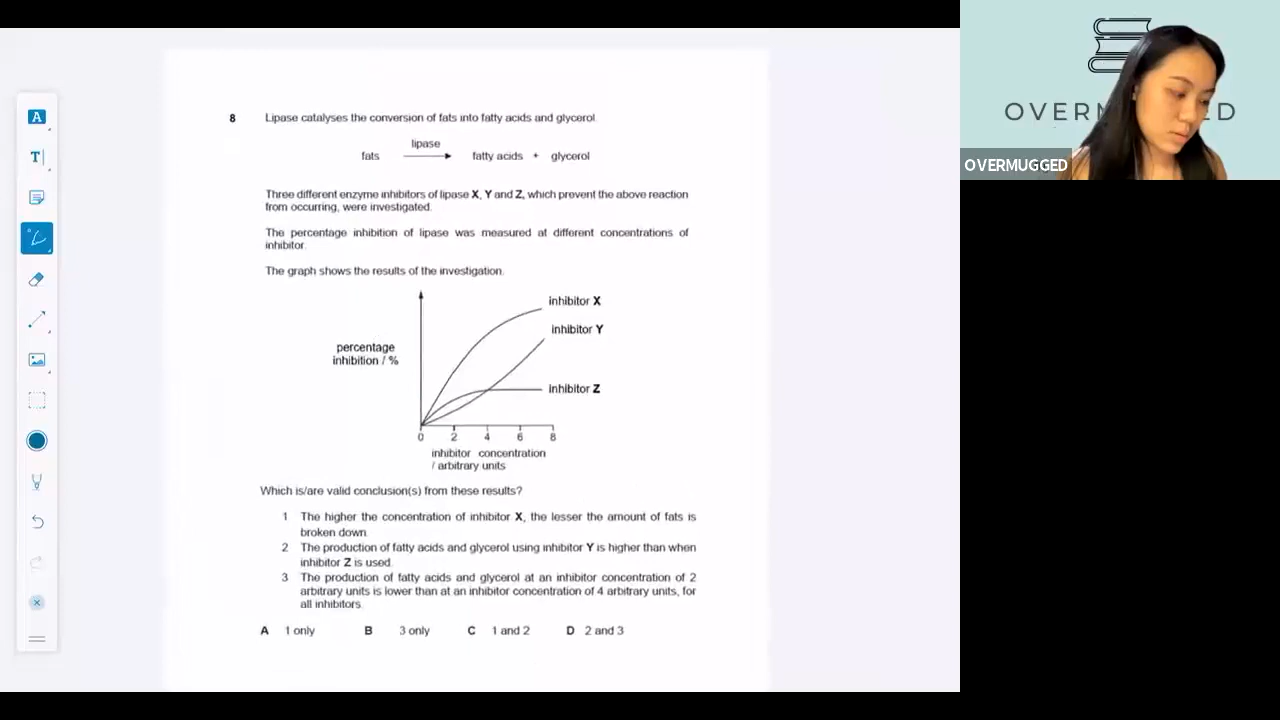 8 Lipase catalyses the conversion of fats into fatty acids and glycerol
lipase
fats fatty acids + glycerol
Three different enzyme inhibitors of lipase X, Y and Z, which prevent the above reaction
from occurring, were investigated.
The percentage inhibition of lipase was measured at different concentrations of
inhibitor
The graph shows the results of the investigation.
inhibitor X
inhibitor Y
percentage
inhibition / %
inhibitor Z
0 2 4 6 8
inhibitor concentration
/ arbitrary units
Which is/are valid conclusion(s) from these results?
1 The higher the concentration of inhibitor X, the lesser the amount of fats is
broken down.
2 The production of fatty acids and glycerol using inhibitor Y is higher than when
inhibitor Z is used.
3 The production of fatty acids and glycerol at an inhibitor concentration of 2
arbitrary units is lower than at an inhibitor concentration of 4 arbitrary units, for
all inhibitors.
A 1 only B 3 only C 1 and 2 D 2 and 3
A
T
OVERM ED
OVERMUGGED